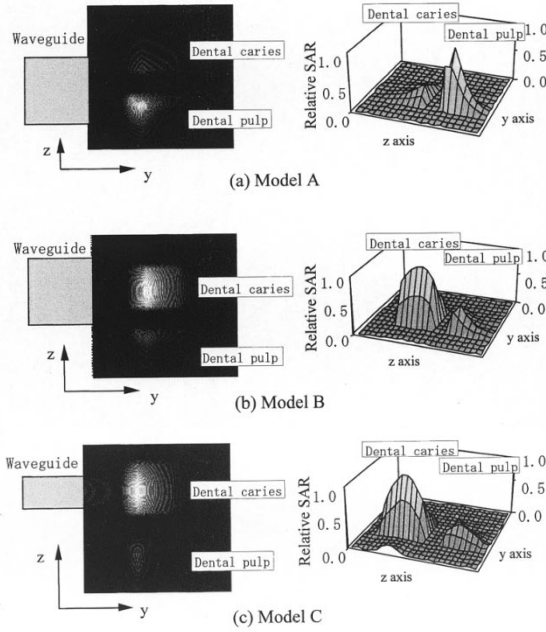 Waveguide
Dental caries
Dental pulp
z
y
Dental caries
Dental pulp
Relative SAR
1.0
0.5
0.0
1.0
0.5
0.0
z axis
y axis
(a) Model A
Waveguide
Dental caries
Dental pulp
z
y
Dental caries
Dental pulp
Relative SAR
1.0
0.5
0.0
1.0
0.5
0.0
z axis
y axis
(b) Model B
Waveguide
Dental caries
Dental pulp
z
y
Dental caries
Dental pulp
Relative SAR
1.0
0.5
0.0
1.0
0.5
0.0
z axis
y axis
(c) Model C